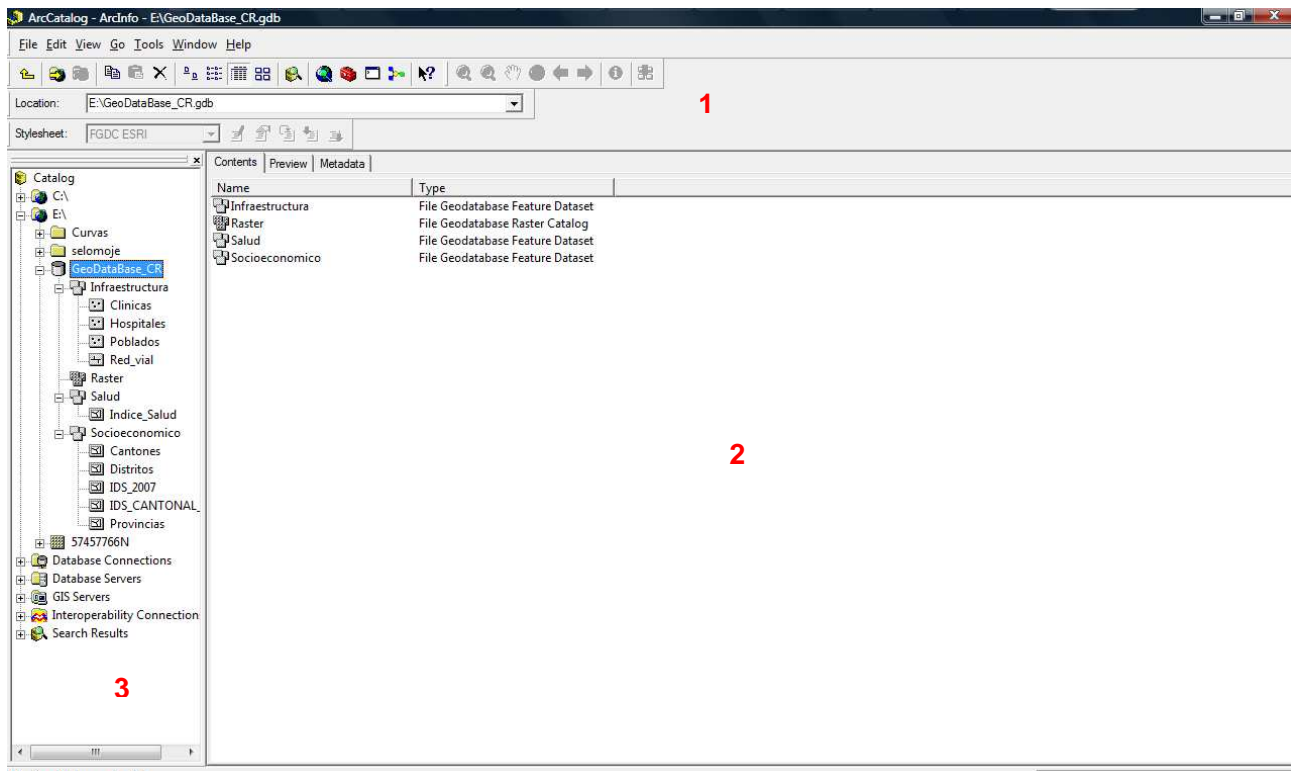 ArcCatalog - ArcInfo - E:\GeoDataBase_CR.gdb
File Edit View Go Tools Window Help
Location: E:\GeoDataBase_CR.gdb
1
Stylesheet: FGDC ESRI
Contents Preview Metadata
Name Type
Infraestructura File Geodatabase Feature Dataset
Raster File Geodatabase Raster Catalog
Salud File Geodatabase Feature Dataset
Socioeconomico File Geodatabase Feature Dataset
2
Catalog
C:\
E:\
Curvas
selomoje
GeoDataBase_CR
Infraestructura
Clinicas
Hospitales
Poblados
Red_vial
Raster
Salud
Indice_Salud
Socioeconomico
Cantones
Distritos
IDS_2007
IDS_CANTONAL_
Provincias
57457766N
Database Connections
Database Servers
GIS Servers
Interoperability Connection
Search Results
3